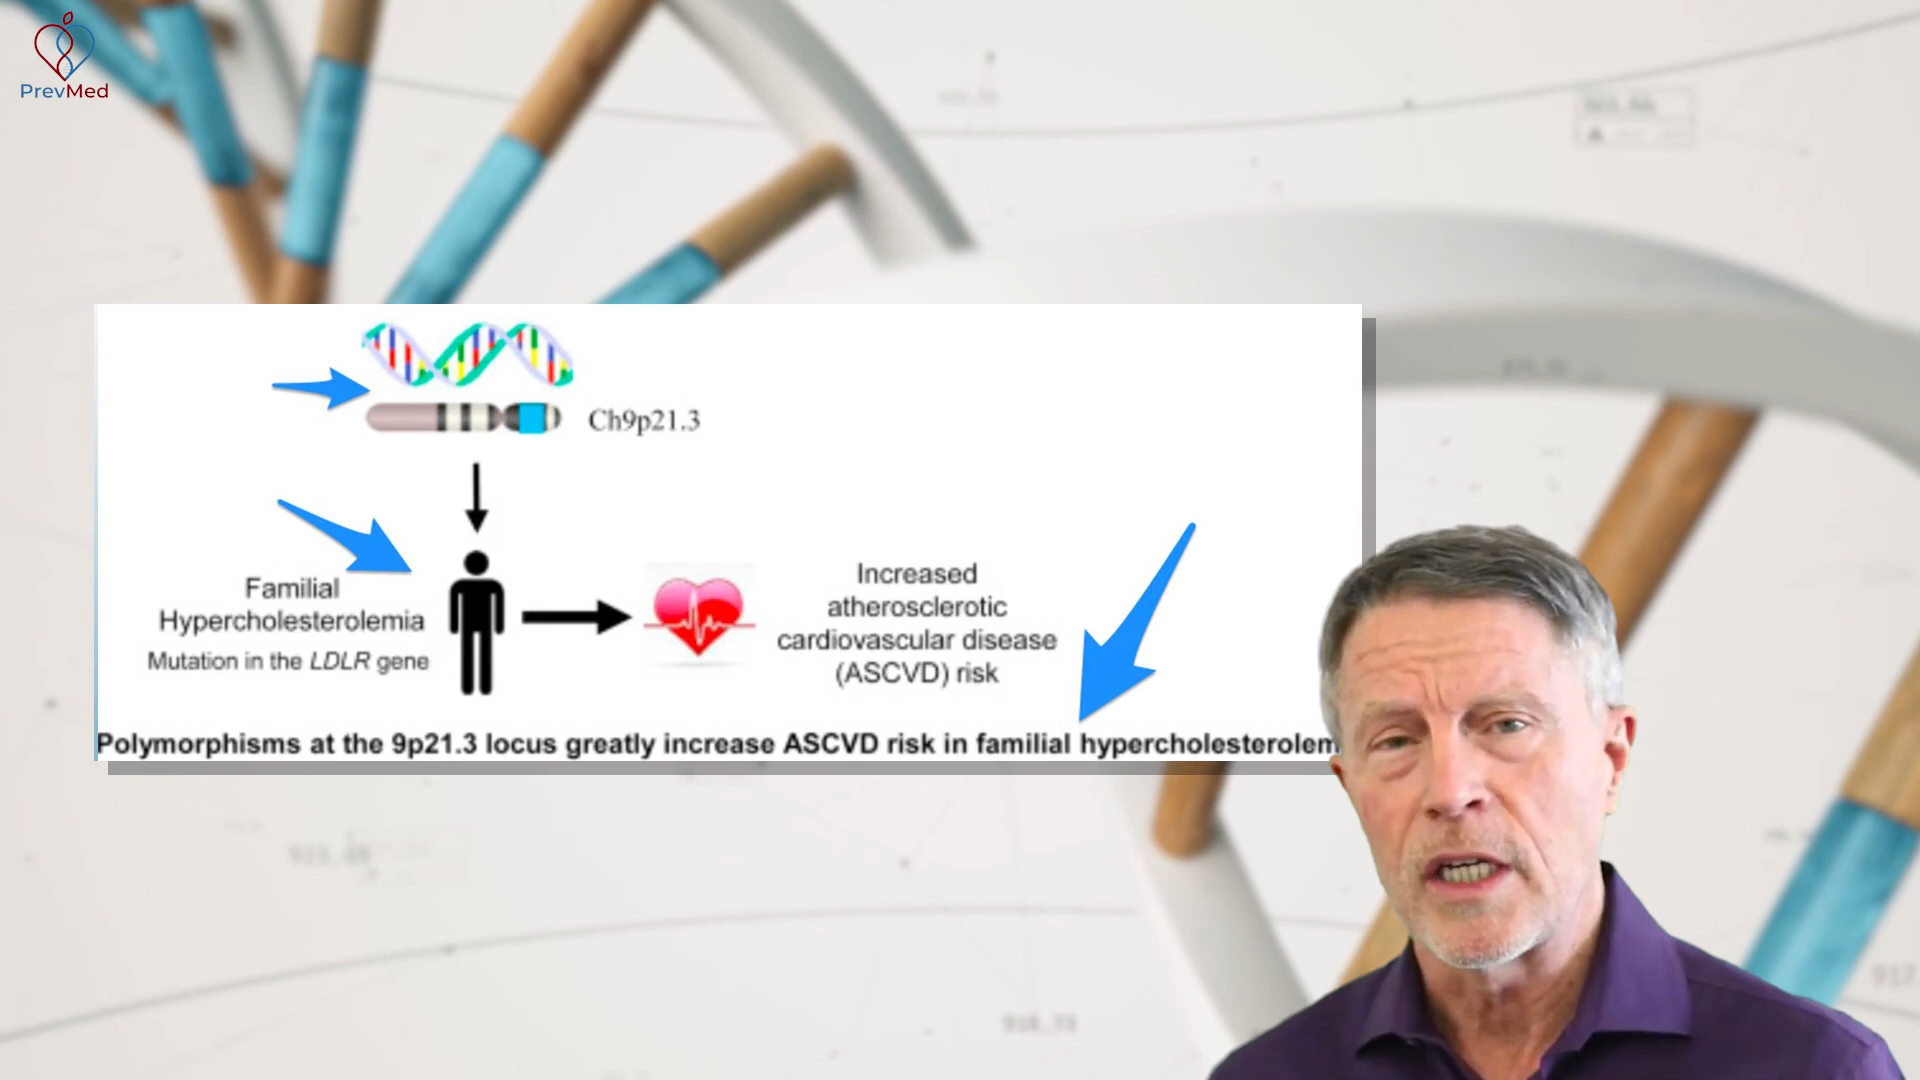 PrevMed
Ch9p21.3
Familial
Hypercholesterolemia
Mutation in the LDLR gene
Increased
atherosclerotic
cardiovascular disease
(ASCVD) risk
Polymorphisms at the 9p21.3 locus greatly increase ASCVD risk in familial hypercholesterolem